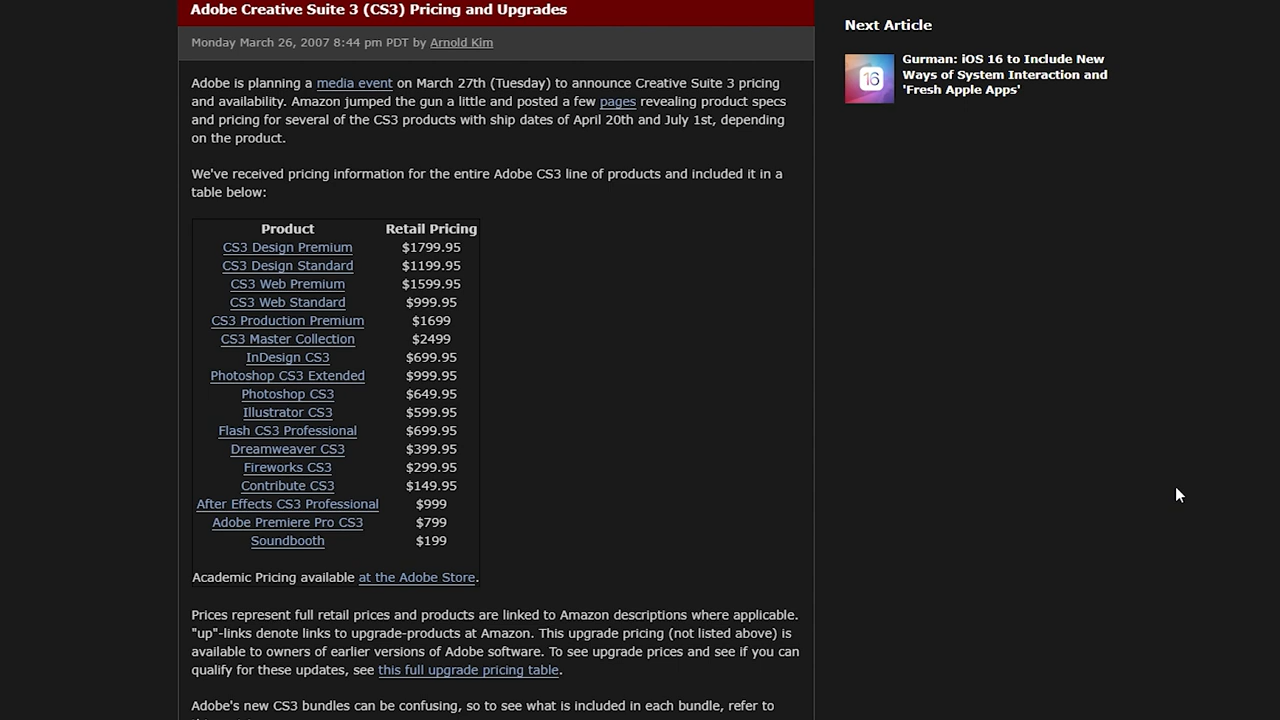 Adobe Creative Suite 3 (CS3) Pricing and Upgrades
Monday March 26, 2007 8:44 pm PDT by Arnold Kim
Adobe is planning a media event on March 27th (Tuesday) to announce Creative Suite 3 pricing
and availability. Amazon jumped the gun a little and posted a few pages revealing product specs
and pricing for several of the CS3 products with ship dates of April 20th and July 1st, depending
on the product.
We've received pricing information for the entire Adobe CS3 line of products and included it in a
table below:
Product Retail Pricing
CS3 Design Premium $1799.95
CS3 Design Standard $1199.95
CS3 Web Premium $1599.95
CS3 Web Standard $999.95
CS3 Production Premium $1699
CS3 Master Collection $2499
InDesign CS3 $699.95
Photoshop CS3 Extended $999.95
Photoshop CS3 $649.95
Illustrator CS3 $599.95
Flash CS3 Professional $699.95
Dreamweaver CS3 $399.95
Fireworks CS3 $299.95
Contribute CS3 $149.95
After Effects CS3 Professional $999
Adobe Premiere Pro CS3 $799
Soundbooth $199
Academic Pricing available at the Adobe Store.
Prices represent full retail prices and products are linked to Amazon descriptions where applicable.
"up"-links denote links to upgrade-products at Amazon. This upgrade pricing (not listed above) is
available to owners of earlier versions of Adobe software. To see upgrade prices and see if you can
qualify for these updates, see this full upgrade pricing table.
Adobe's new CS3 bundles can be confusing, so to see what is included in each bundle, refer to
Next Article
16
Gurman: iOS 16 to Include New
Ways of System Interaction and
'Fresh Apple Apps'